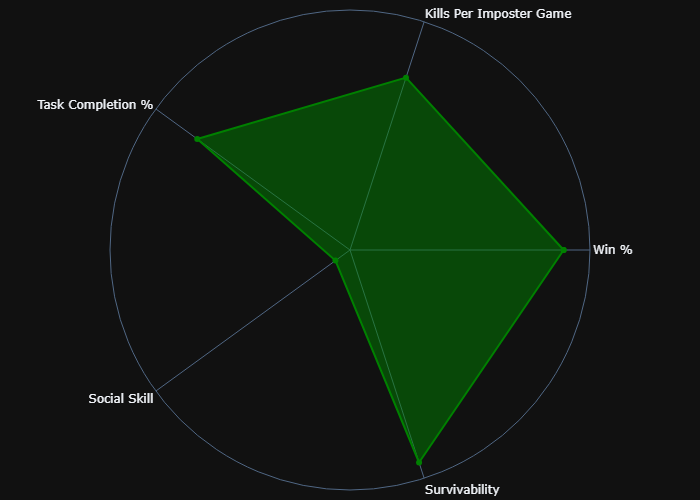 Kills Per Imposter Game
Task Completion %
Win %
Social Skill
Survivability